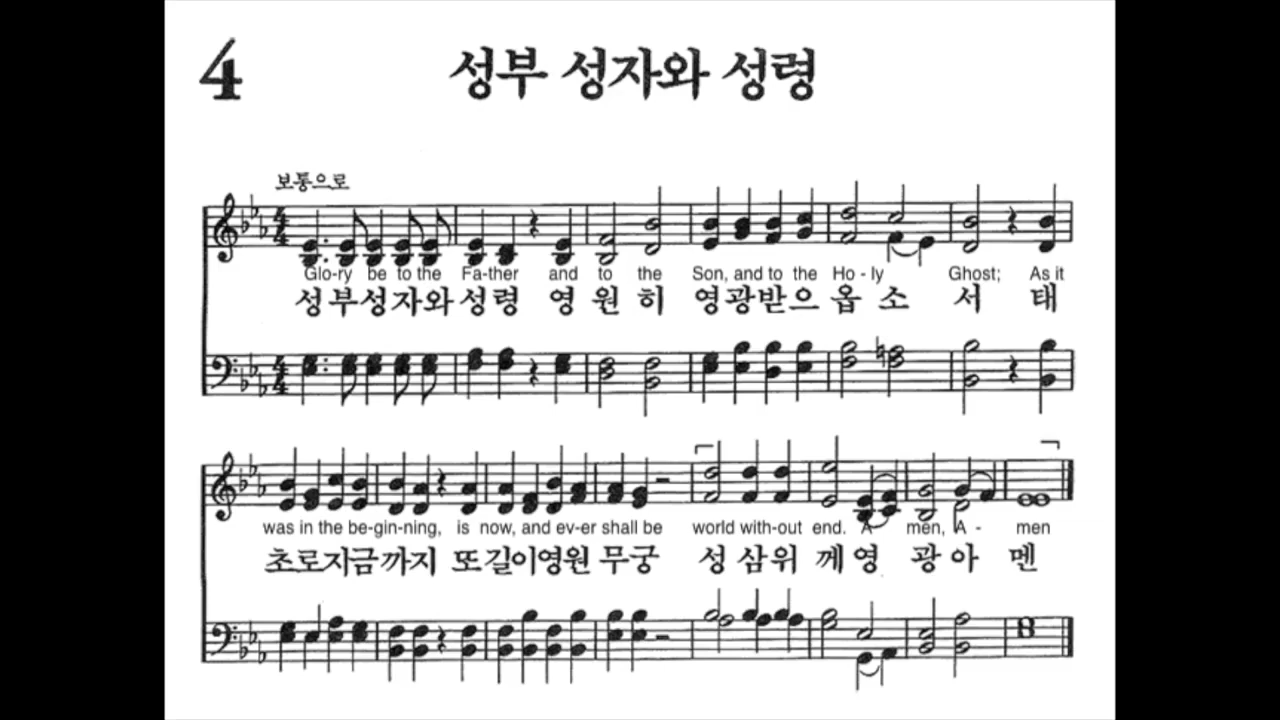 4
성부 성자와 성령
보통으로
Glo-ry be to the Fa-ther and to the Son, and to the Ho - ly Ghost; As it
성부성자와 성령 영 원 히 영광받으 옵 소 서 태
was in the be-gin-ning, is now, and ev-er shall be world with-out end. A men, A - men
초로지금까지 또길이영원 무궁 성 삼 위 께 영 광 아 멘